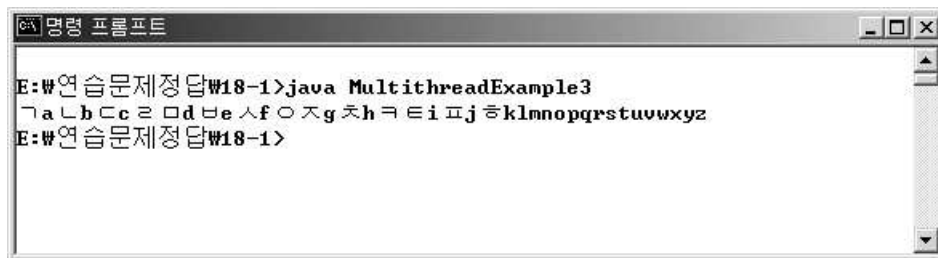 명령 프롬프트
E:₩연습문제정답₩18-1>java MultithreadExample3
ㄱaㄴbㄷcㄹㅁdㅂeㅅfㅇㅈgㅊhㅋㅌiㅍjㅎklmnopqrstuvwxyz
E:₩연습문제정답₩18-1>